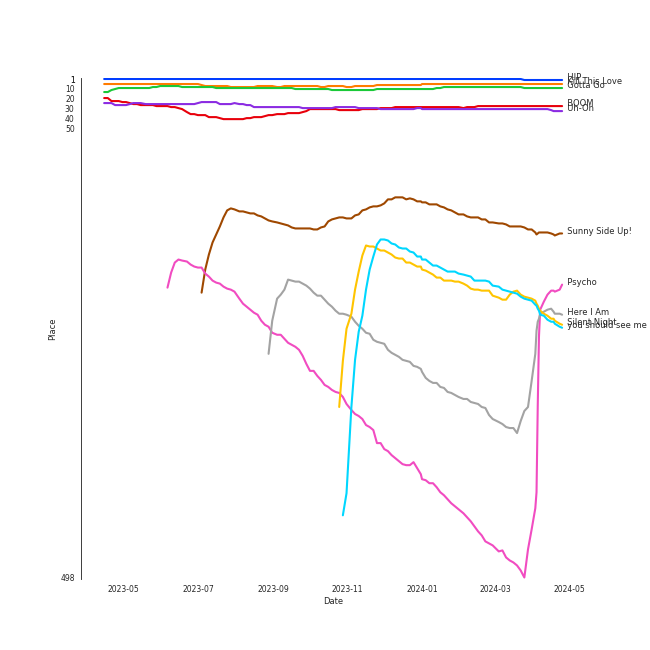 1
10
20
30
40
50
498
Place
HIP
Kill This Love
Gotta Go
BOOM
Uh-Oh
Sunny Side Up!
Psycho
Here I Am
Silent Night
you should see me
2023-05
2023-07
2023-09
2023-11
2024-01
2024-03
2024-05
Date